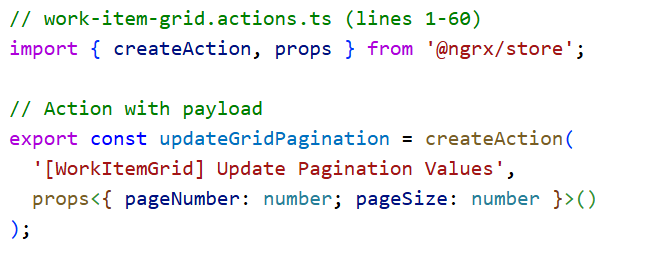 // work-item-grid.actions.ts (lines 1-60)
import { createAction, props } from '@ngrx/store';
// Action with payload
export const updateGridPagination = createAction(
'[WorkItemGrid] Update Pagination Values',
props<{ pageNumber: number; pageSize: number }>()
);